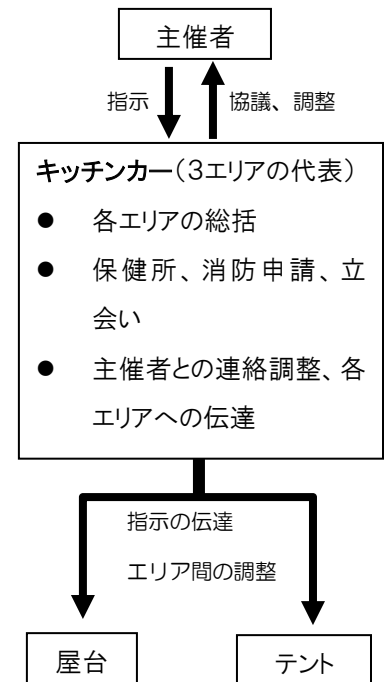 主催者
指示
協議、調整
キッチンカー(3エリアの代表)
● 各エリアの総括
● 保健所、消防申請、立
会い
● 主催者との連絡調整、各
エリアへの伝達
指示の伝達
エリア間の調整
屋台
テント